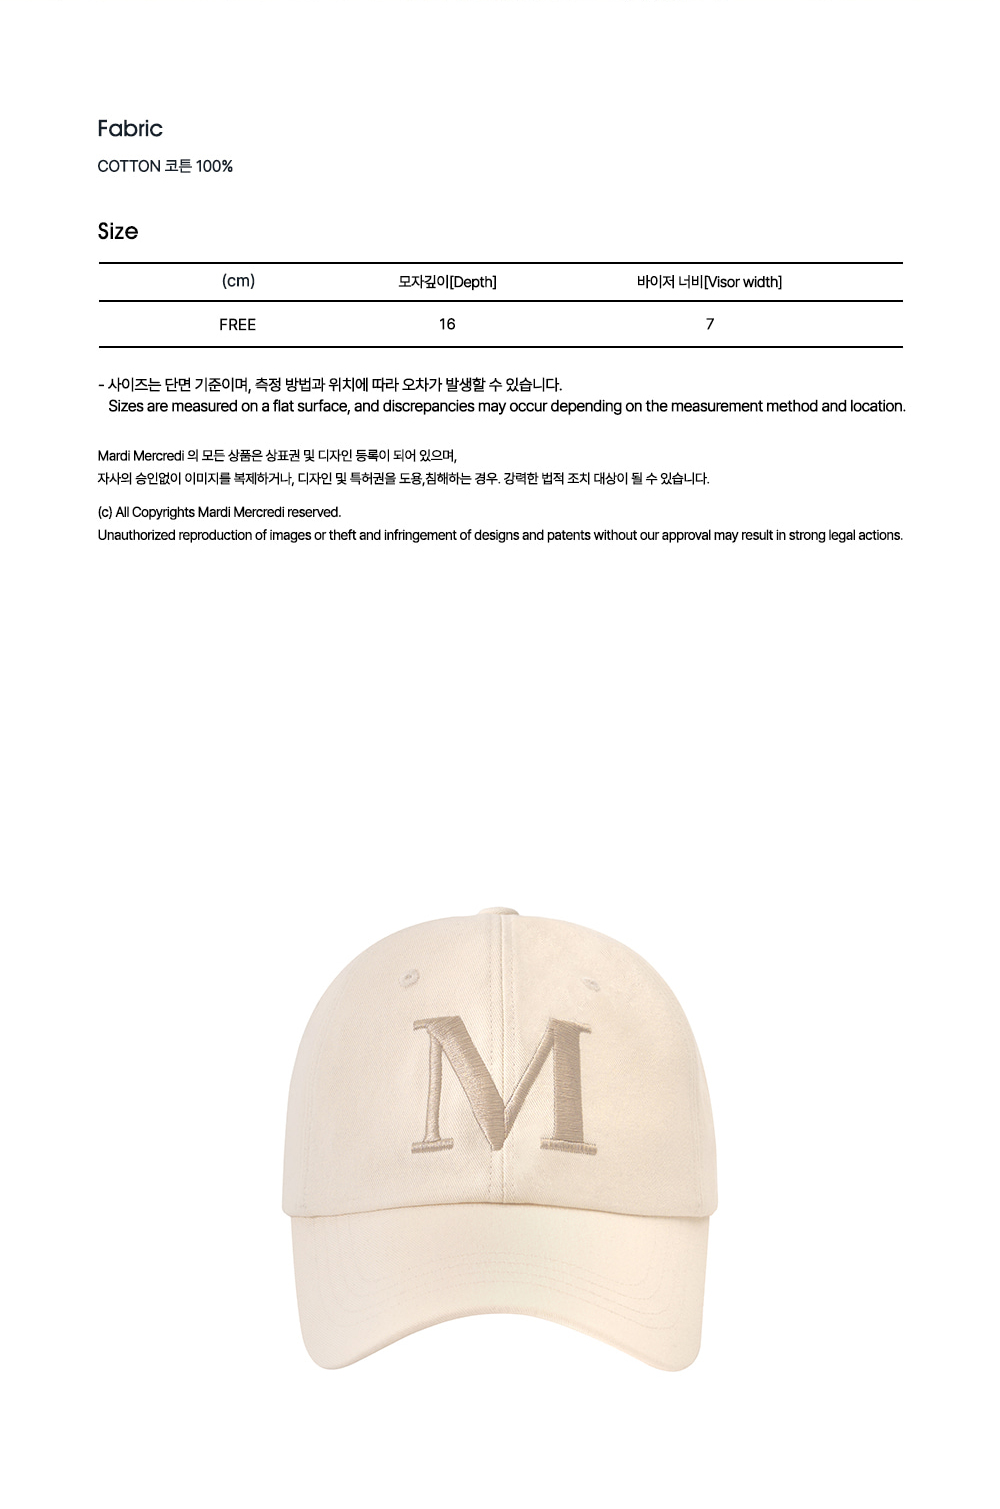 Fabric
COTTON 코튼 100%
Size
(cm) 모자깊이[Depth] 바이저 너비[Visor width]
FREE 16 7
- 사이즈는 단면 기준이며, 측정 방법과 위치에 따라 오차가 발생할 수 있습니다.
Sizes are measured on a flat surface, and discrepancies may occur depending on the measurement method and location.
Mardi Mercredi 의 모든 상품은 상표권 및 디자인 등록이 되어 있으며,
자사의 승인없이 이미지를 복제하거나, 디자인 및 특허권을 도용,침해하는 경우. 강력한 법적 조치 대상이 될 수 있습니다.
(c) All Copyrights Mardi Mercredi reserved.
Unauthorized reproduction of images or theft and infringement of designs and patents without our approval may result in strong legal actions.
M